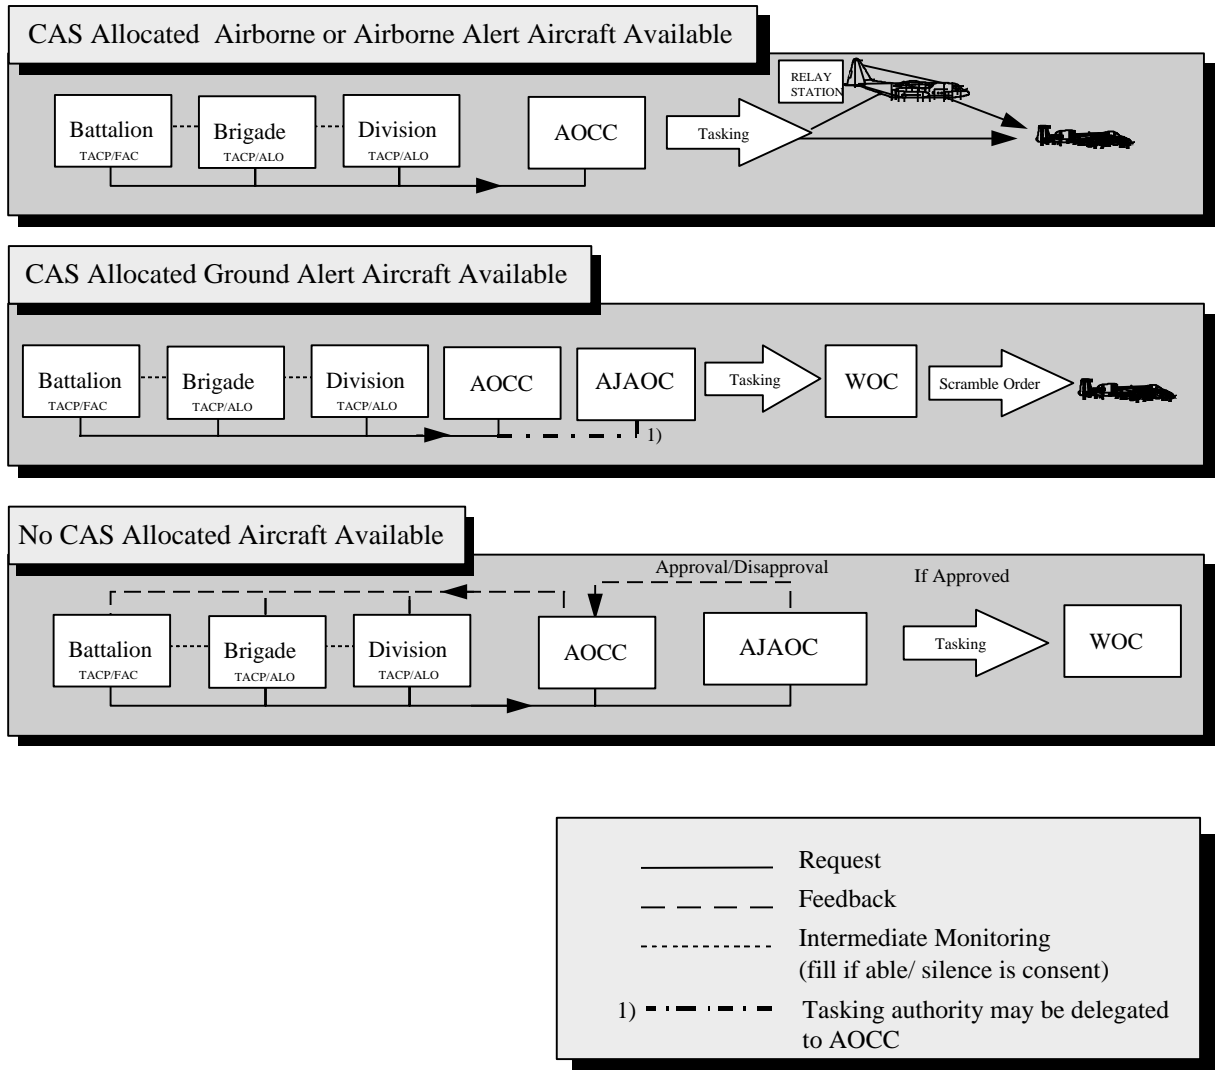 CAS Allocated Airborne or Airborne Alert Aircraft Available
RELAY
STATION
Battalion
TACP/FAC
Brigade
TACP/ALO
Division
TACP/ALO
AOCC
Tasking
CAS Allocated Ground Alert Aircraft Available
Battalion
TACP/FAC
Brigade
TACP/ALO
Division
TACP/ALO
AOCC
AJAOC
1)
Tasking
WOC
Scramble Order
No CAS Allocated Aircraft Available
Approval/Disapproval
If Approved
Battalion
TACP/FAC
Brigade
TACP/ALO
Division
TACP/ALO
AOCC
AJAOC
Tasking
WOC
Request
Feedback
Intermediate Monitoring
(fill if able/ silence is consent)
1) Tasking authority may be delegated
to AOCC